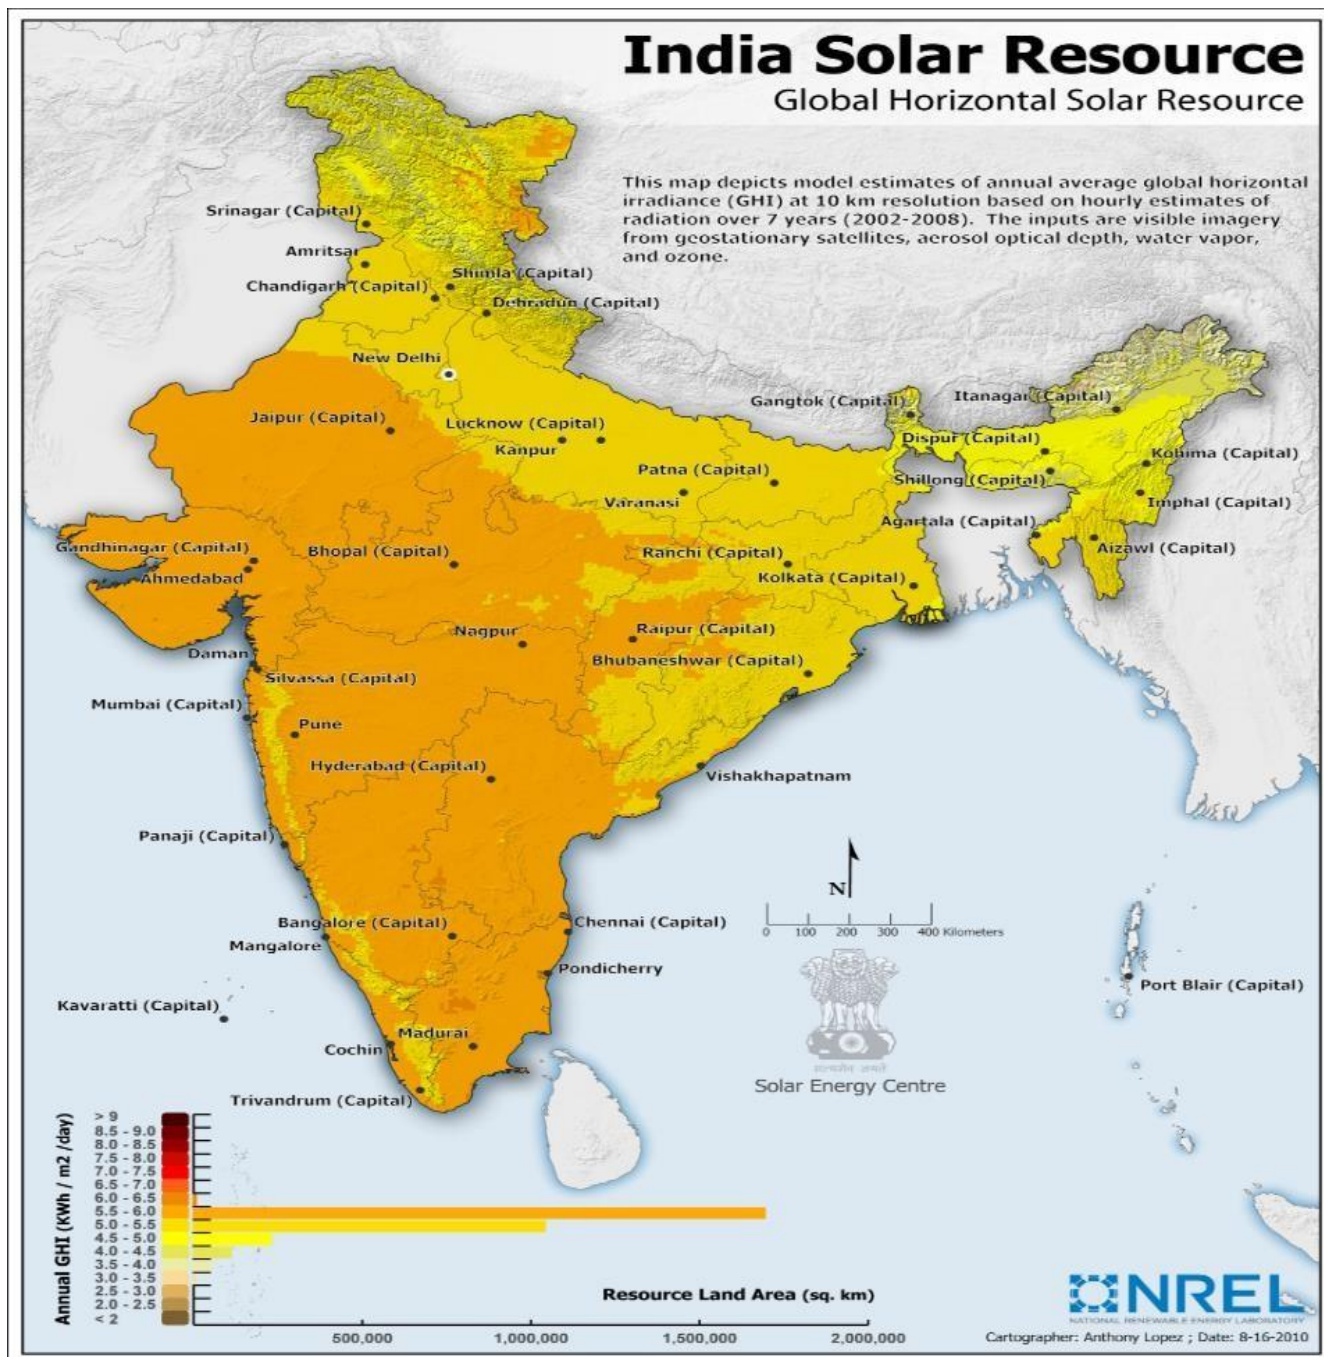 India Solar Resource
Global Horizontal Solar Resource
This map depicts model estimates of annual average global horizontal
irradiance (GHI) at 10 km resolution based on hourly estimates of
radiation over 7 years (2002-2008). The inputs are visible imagery
from geostationary satellites, aerosol optical depth, water vapor,
and ozone.
Srinagar (Capital)
Amritsar
Chandigarh (Capital)
Shimla (Capital)
Dehradun (Capital)
New Delhi
Jaipur (Capital)
Lucknow (Capital)
Kanpur
Gangtok (Capital)
Itanagar (Capital)
Dispur (Capital)
Kohima (Capital)
Patna (Capital)
Shillong (Capital)
Varanasi
Imphal (Capital)
Agartala (Capital)
Aizawl (Capital)
Gandhinagar (Capital)
Bhopal (Capital)
Ranchi (Capital)
Ahmedabad
Kolkata (Capital)
Nagpur
Raipur (Capital)
Daman
Bhubaneshwar (Capital)
Silvassa (Capital)
Mumbai (Capital)
Pune
Hyderabad (Capital)
Vishakhapatnam
Panaji (Capital)
N
Bangalore (Capital)
Chennai (Capital)
0 100 200 300 400 Kilometers
Mangalore
Pondicherry
Port Blair (Capital)
Kavaratti (Capital)
Madurai
Cochin
सत्यमेव जयते
Solar Energy Centre
Trivandrum (Capital)
Annual GHI (KWh / m2 /day)
> 9
8.5 - 9.0
8.0 - 8.5
7.5 - 8.0
7.0 - 7.5
6.5 - 7.0
6.0 - 6.5
5.5 - 6.0
5.0 - 5.5
4.5 - 5.0
4.0 - 4.5
3.5 - 4.0
3.0 - 3.5
2.5 - 3.0
2.0 - 2.5
< 2
Resource Land Area (sq. km)
500,000 1,000,000 1,500,000 2,000,000
NREL
NATIONAL RENEWABLE ENERGY LABORATORY
Cartographer: Anthony Lopez ; Date: 8-16-2010